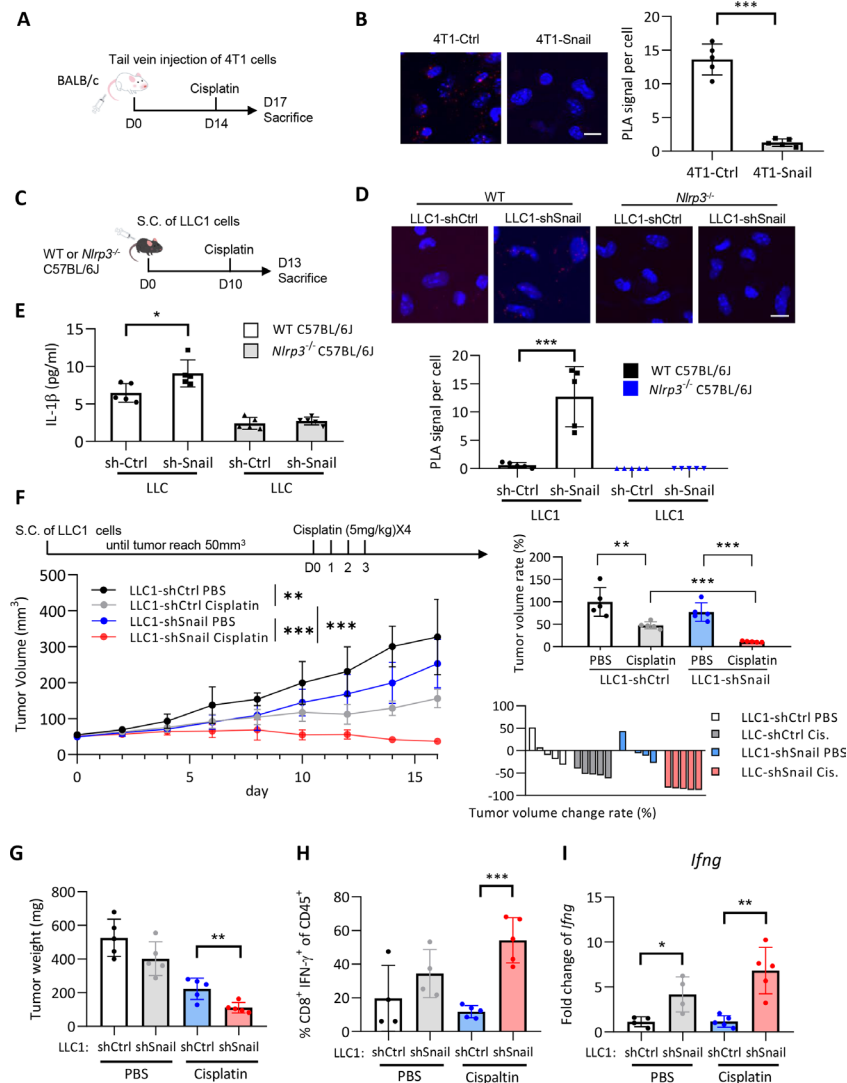 A
Tail vein injection of 4T1 cells
BALB/c
Cisplatin
D0
D14
D17
Sacrifice
B
4T1-Ctrl
4T1-Snail
***
PLA signal per cell
20
15
10
5
0
4T1-Ctrl
4T1-Snail
C
S.C. of LLC1 cells
WT or Nlrp3-/-
C57BL/6J
Cisplatin
D0
D10
D13
Sacrifice
D
WT
Nlrp3-/-
LLC1-shCtrl
LLC1-shSnail
LLC1-shCtrl
LLC1-shSnail
***
PLA signal per cell
20
15
10
5
0
WT C57BL/6J
Nlrp3-/- C57BL/6J
sh-Ctrl
sh-Snail
sh-Ctrl
sh-Snail
LLC1
LLC1
E
*
IL-1β (pg/ml)
15
10
5
0
WT C57BL/6J
Nlrp3-/- C57BL/6J
sh-Ctrl
sh-Snail
sh-Ctrl
sh-Snail
LLC
LLC
F
S.C. of LLC1 cells
until tumor reach 50mm3
Cisplatin (5mg/kg)X4
D0 1 2 3
Tumor Volume (mm3)
500
400
300
200
100
0
LLC1-shCtrl PBS
LLC1-shCtrl Cisplatin
LLC1-shSnail PBS
LLC1-shSnail Cisplatin
**
***
***
0 5 10 15
day
Tumor volume rate (%)
200
150
100
50
0
**
***
***
PBS
Cisplatin
PBS
Cisplatin
LLC1-shCtrl
LLC1-shSnail
100
50
0
-50
-100
LLC1-shCtrl PBS
LLC-shCtrl Cis.
LLC1-shSnail PBS
LLC-shSnail Cis.
Tumor volume change rate (%)
G
Tumor weight (mg)
800
600
400
200
0
**
LLC1:
shCtrl
shSnail
shCtrl
shSnail
PBS
Cisplatin
H
% CD8+ IFN-γ+ of CD45+
80
60
40
20
0
***
LLC1:
shCtrl
shSnail
shCtrl
shSnail
PBS
Cispaltin
I
Ifng
Fold change of Ifng
15
10
5
0
*
**
LLC1:
shCtrl
shSnail
shCtrl
shSnail
PBS
Cisplatin